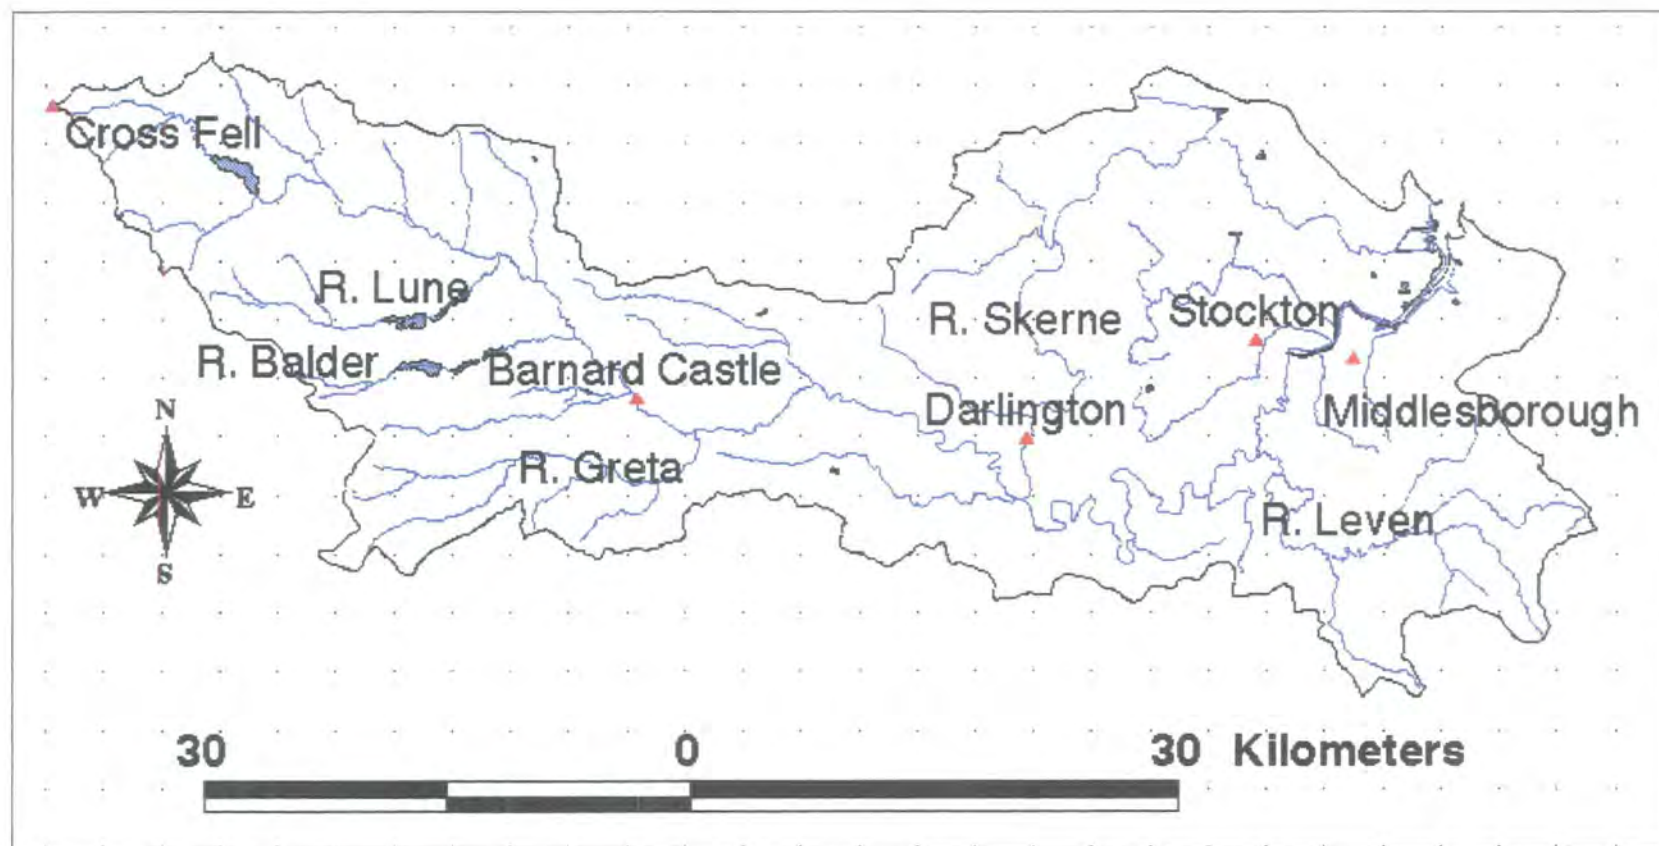 Cross Fell
R. Lune
R. Skerne
Stockton
R. Balder
Barnard Castle
Darlington
Middlesborough
N
W
E
S
R. Greta
R. Leven
30 0 30 Kilometers